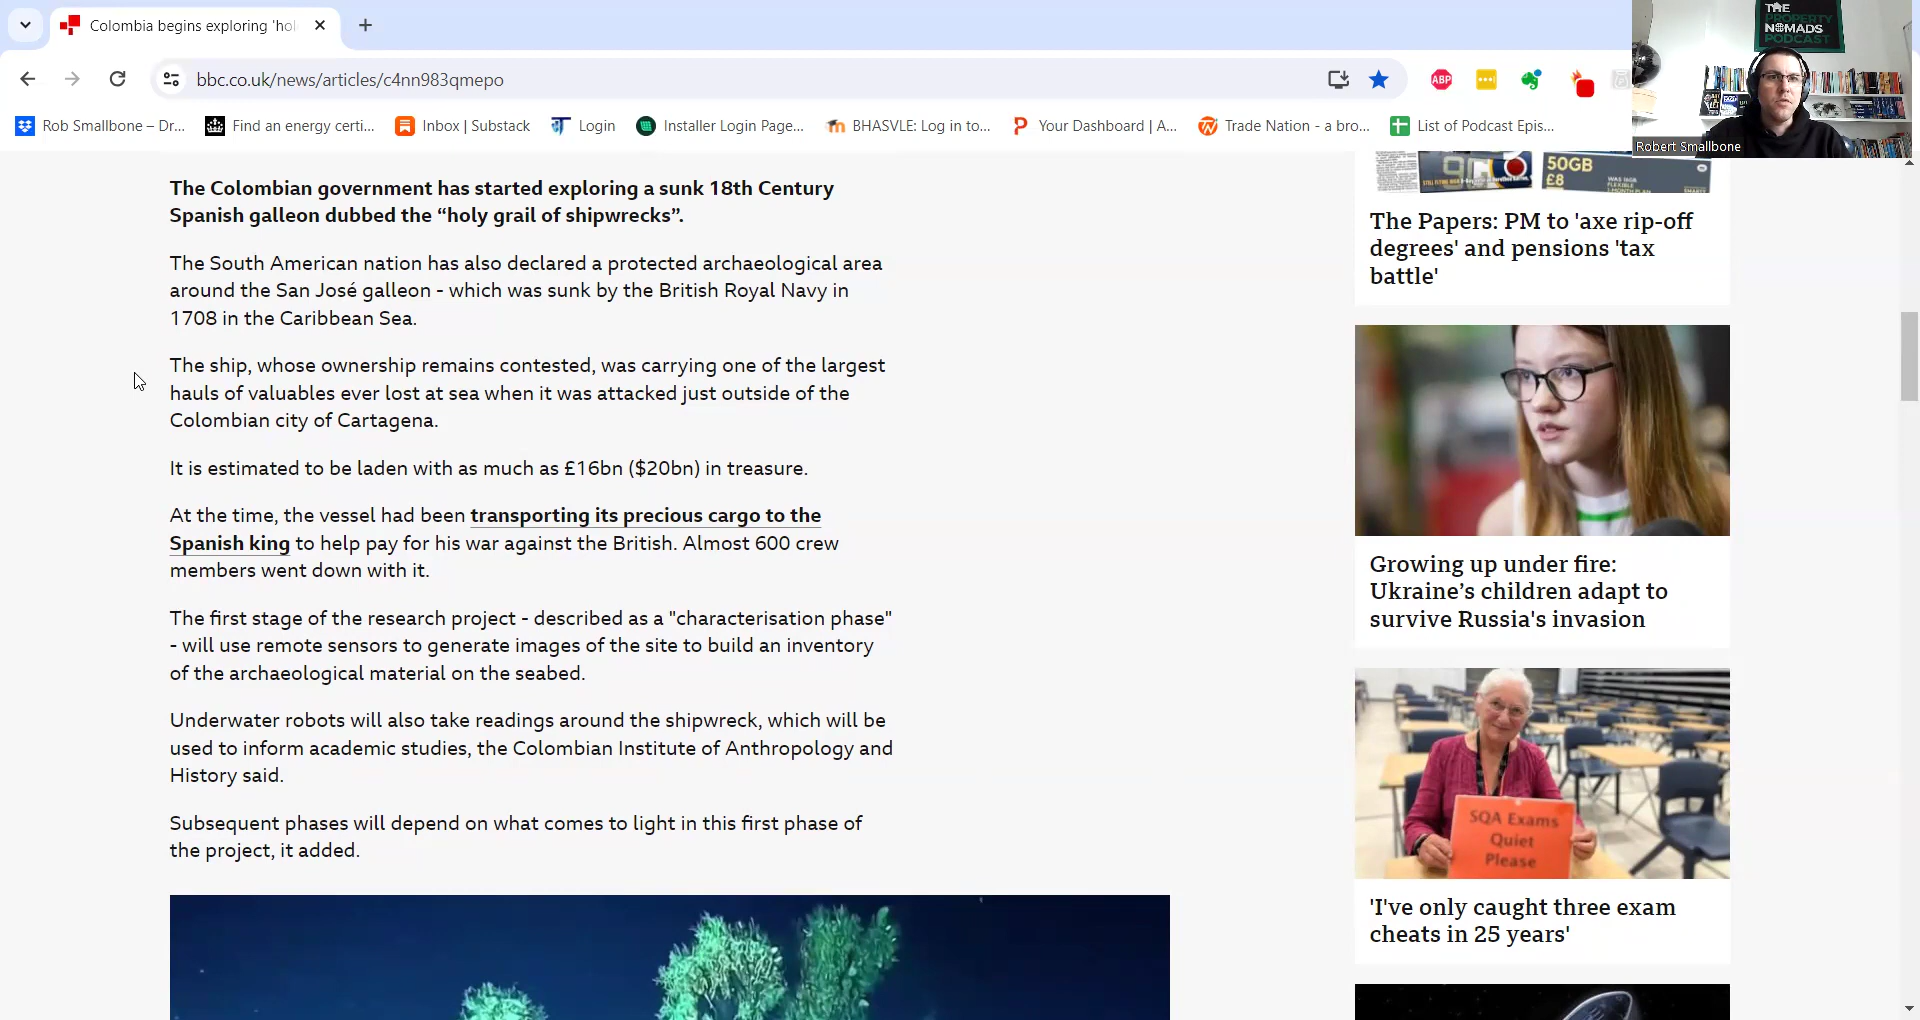 Colombia begins exploring 'hol
bbc.co.uk/news/articles/c4nn983qmepo
ABP
Rob Smallbone – Dr...
Find an energy certi...
Inbox | Substack
Login
Installer Login Page...
BHASVLE: Log in to...
Your Dashboard | A...
Trade Nation - a bro...
List of Podcast Epis...
THE
PROPERTY
NOMADS
PODCAST
Robert Smallbone
The Colombian government has started exploring a sunk 18th Century
Spanish galleon dubbed the “holy grail of shipwrecks”.
The South American nation has also declared a protected archaeological area
around the San José galleon - which was sunk by the British Royal Navy in
1708 in the Caribbean Sea.
The ship, whose ownership remains contested, was carrying one of the largest
hauls of valuables ever lost at sea when it was attacked just outside of the
Colombian city of Cartagena.
It is estimated to be laden with as much as £16bn ($20bn) in treasure.
At the time, the vessel had been transporting its precious cargo to the
Spanish king to help pay for his war against the British. Almost 600 crew
members went down with it.
The first stage of the research project - described as a "characterisation phase"
- will use remote sensors to generate images of the site to build an inventory
of the archaeological material on the seabed.
Underwater robots will also take readings around the shipwreck, which will be
used to inform academic studies, the Colombian Institute of Anthropology and
History said.
Subsequent phases will depend on what comes to light in this first phase of
the project, it added.
50GB
£8
The Papers: PM to 'axe rip-off
degrees' and pensions 'tax
battle'
Growing up under fire:
Ukraine’s children adapt to
survive Russia's invasion
SQA Exams
Quiet
Please
'I've only caught three exam
cheats in 25 years'